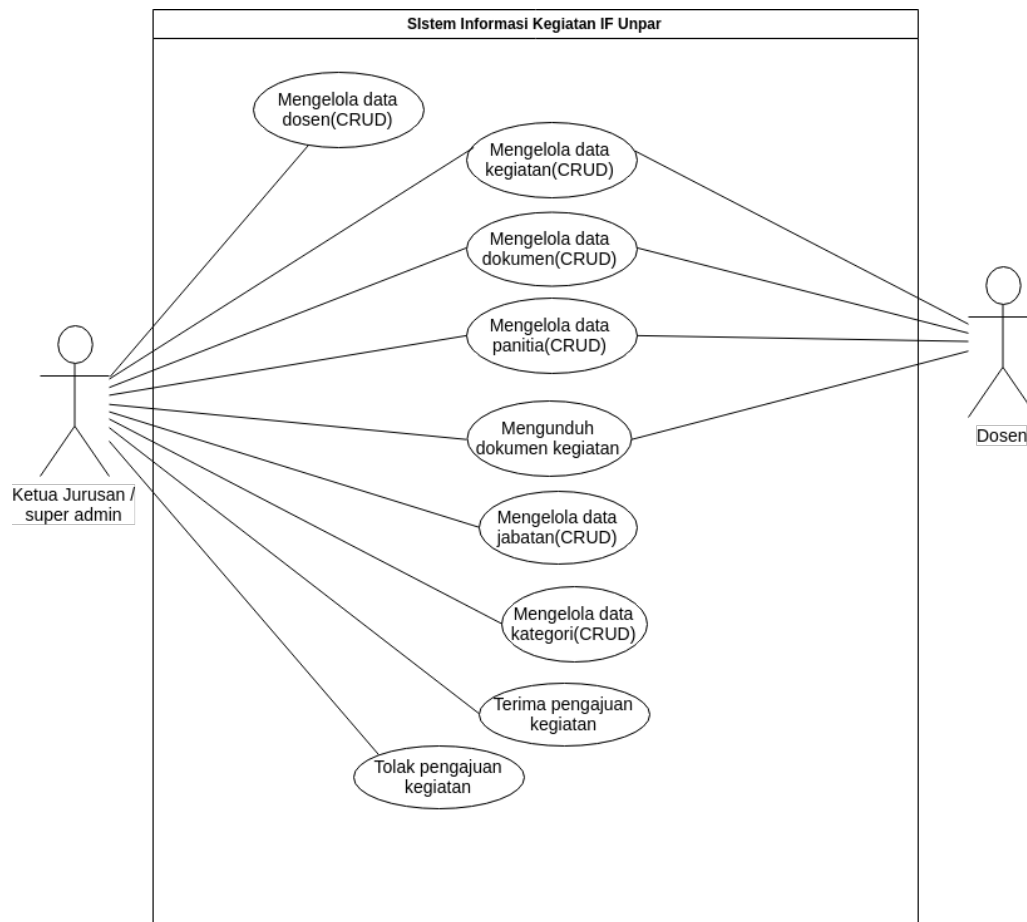 SIstem Informasi Kegiatan IF Unpar
Mengelola data
dosen(CRUD)
Mengelola data
kegiatan(CRUD)
Mengelola data
dokumen(CRUD)
Mengelola data
panitia(CRUD)
Mengunduh
dokumen kegiatan
Mengelola data
jabatan(CRUD)
Mengelola data
kategori(CRUD)
Terima pengajuan
kegiatan
Tolak pengajuan
kegiatan
Ketua Jurusan /
super admin
Dosen